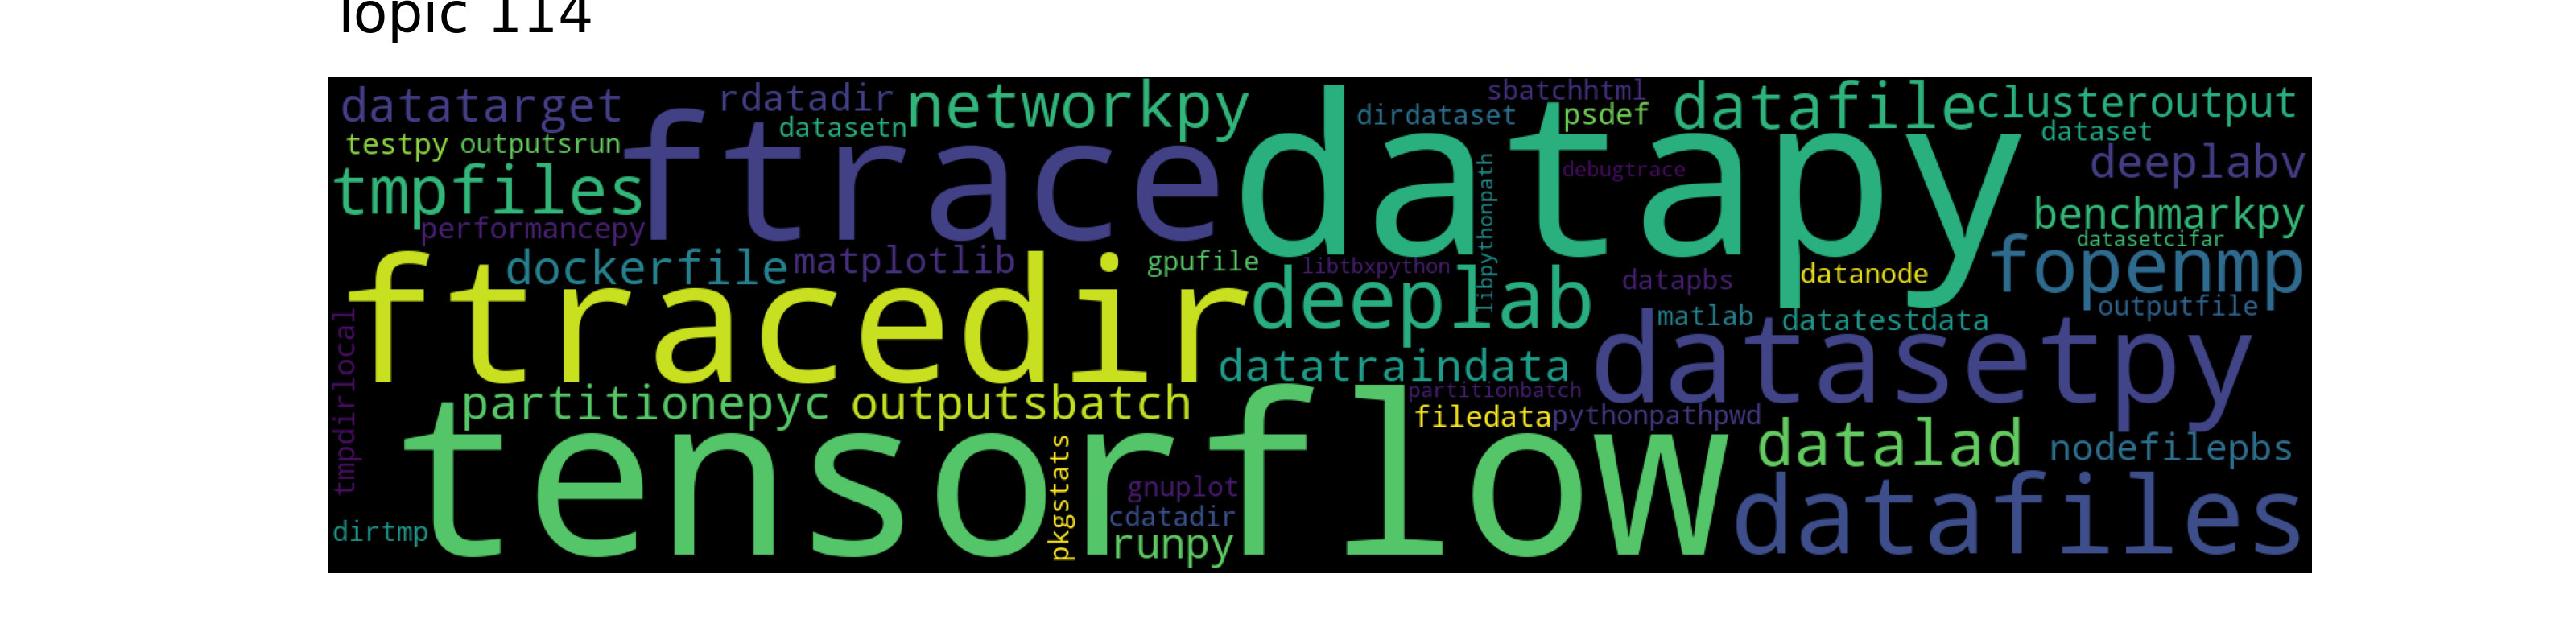 Topic 114
datatarget rdatadir networkpy sbatchhtml datafile clusteroutput
testpy outputsrun datasetn dirdataset psdef dataset
ftrace datapy
tmpfiles libpythonpath debugtrace deeplabv
performancepy benchmarkpy
dockerfile matplotlib gpufile libtbxpython datapbs datanode datasetcifar
fopenmp
ftracedir deeplab matlab datatestdata outputfile
tmpdirlocal datatraindata datasetpy
partitionepyc outputsbatch partitionbatch
filedata pythonpathpwd
tensorflow datalad nodefilepbs
pkgstats gnuplot datafiles
cdatadir
dirtmp runpy